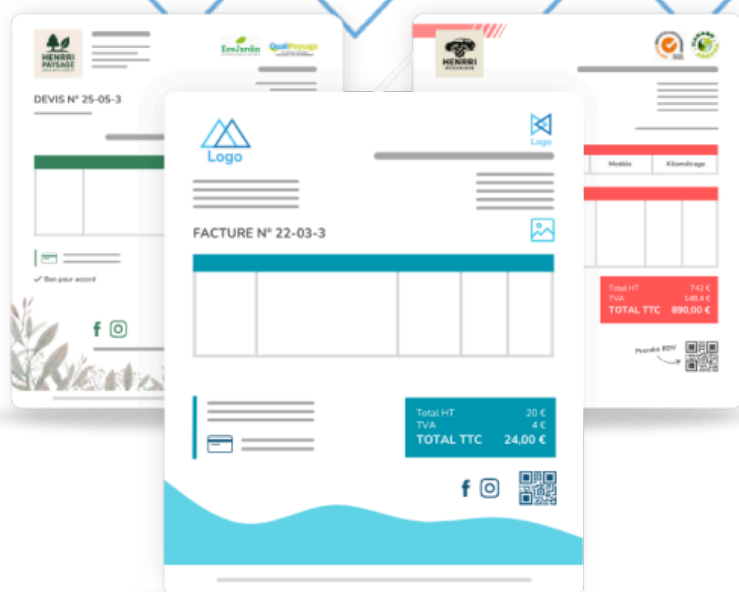 HENRRI
PAYSAGE
EcoJardin
QualiPaysage
DEVIS N° 25-05-3
Bon pour accord
Logo
Logo
FACTURE N° 22-03-3
Total HT 20 €
TVA 4 €
TOTAL TTC 24,00 €
HENRRI
SGS
Modèle Kilométrage
Total HT 742 €
TVA 148,4 €
TOTAL TTC 890,00 €
Prendre RDV